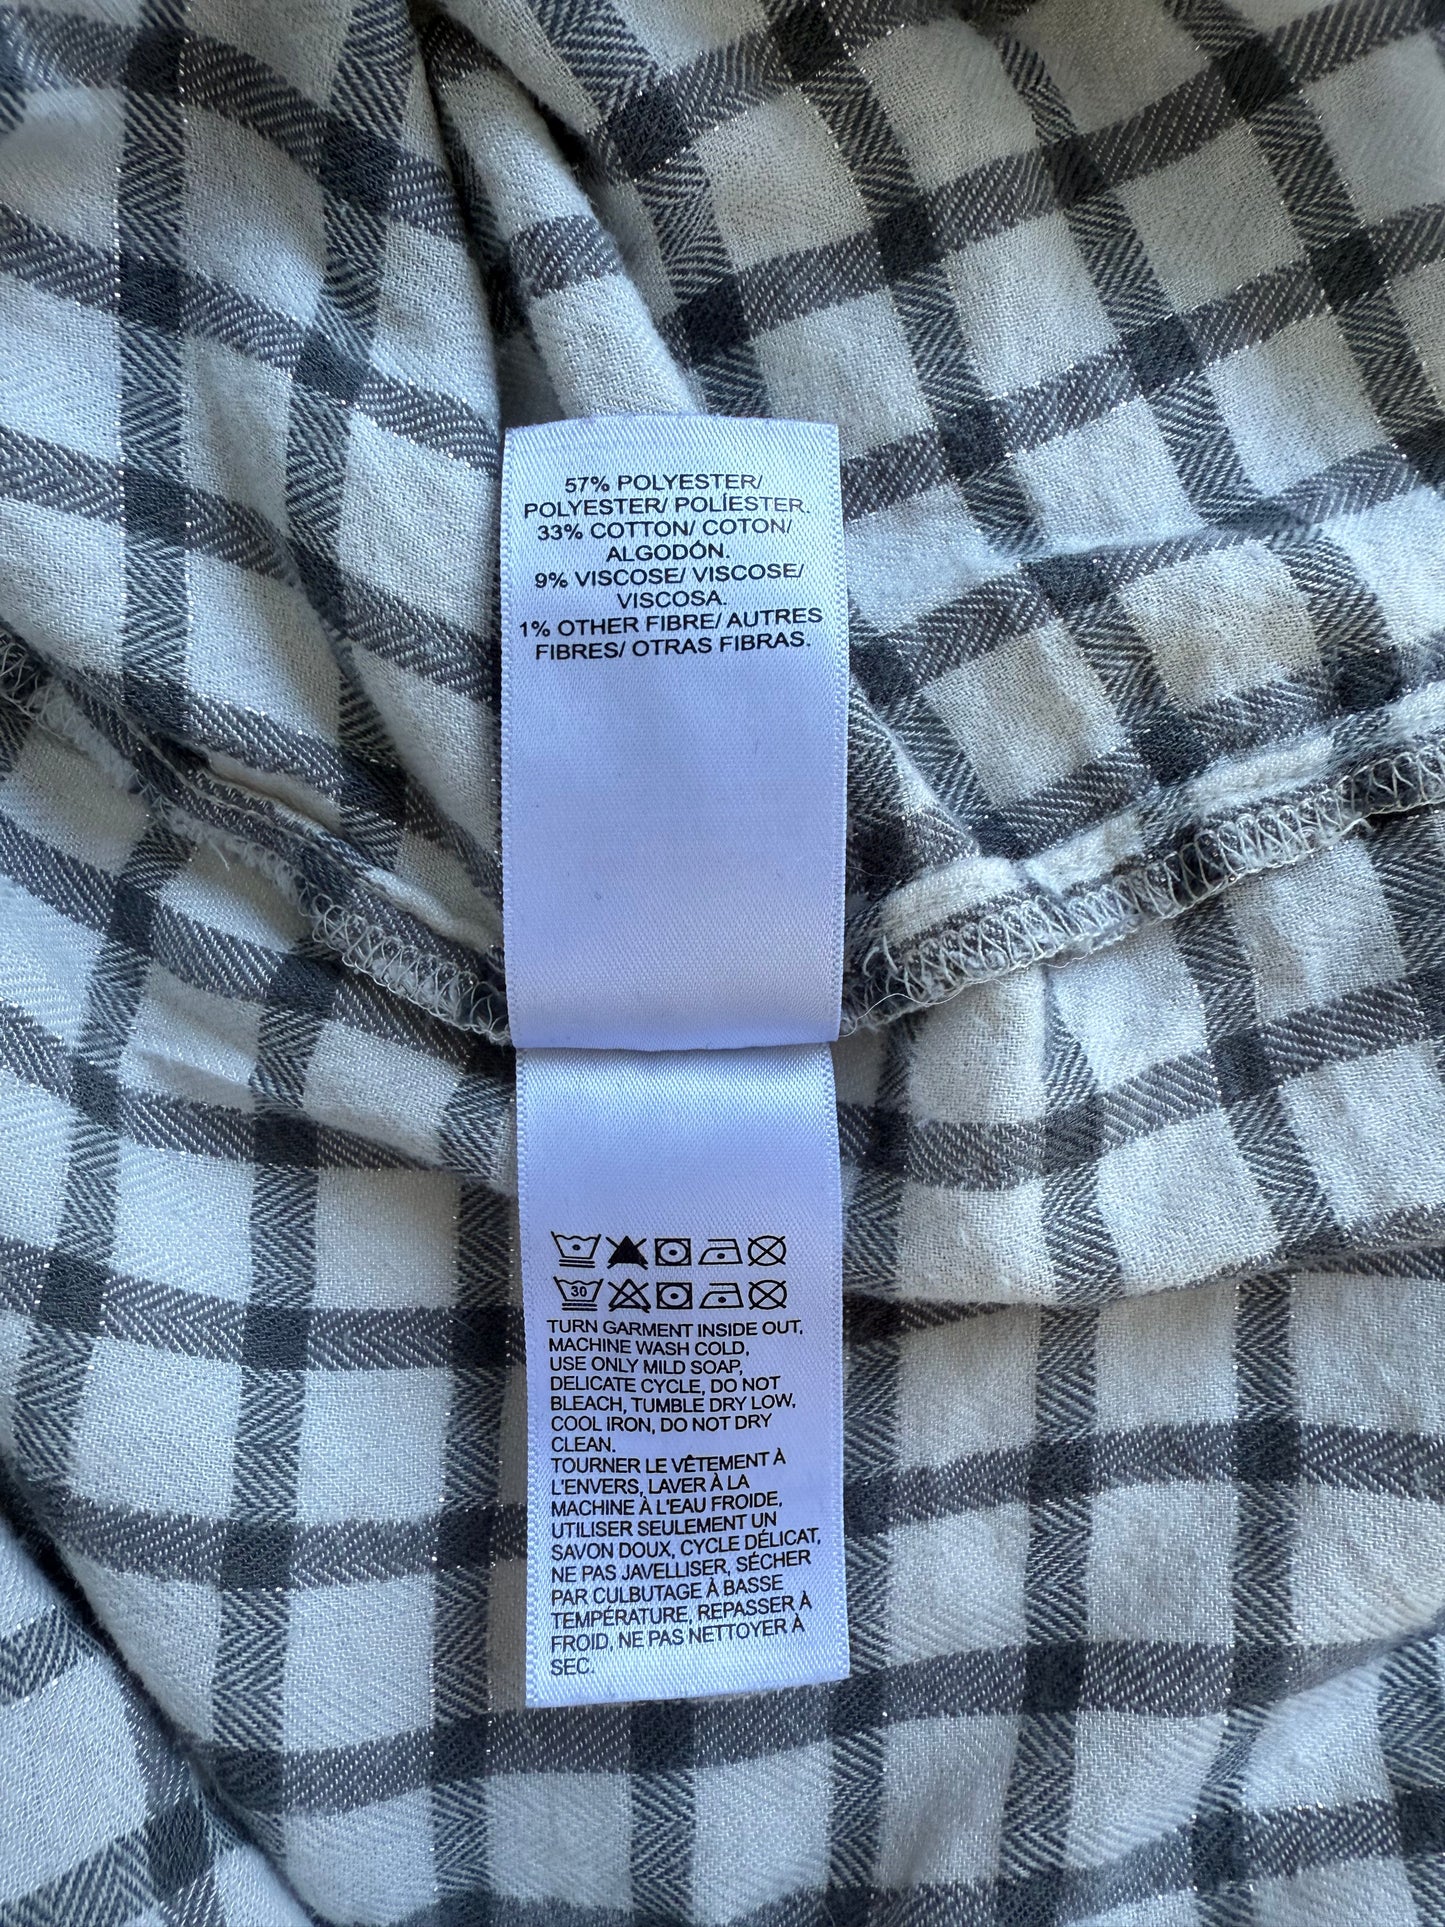 57% POLYESTER/
POLYESTER/ POLÍESTER.
33% COTTON/ COTON/
ALGODÓN.
9% VISCOSE/ VISCOSE/
VISCOSA.
1% OTHER FIBRE/ AUTRES
FIBRES/ OTRAS FIBRAS.
30
TURN GARMENT INSIDE OUT,
MACHINE WASH COLD,
USE ONLY MILD SOAP,
DELICATE CYCLE, DO NOT
BLEACH, TUMBLE DRY LOW,
COOL IRON, DO NOT DRY
CLEAN.
TOURNER LE VÊTEMENT À
L'ENVERS, LAVER À LA
MACHINE À L'EAU FROIDE,
UTILISER SEULEMENT UN
SAVON DOUX, CYCLE DÉLICAT,
NE PAS JAVELLISER, SÉCHER
PAR CULBUTAGE À BASSE
TEMPÉRATURE, REPASSER À
FROID, NE PAS NETTOYER À
SEC.